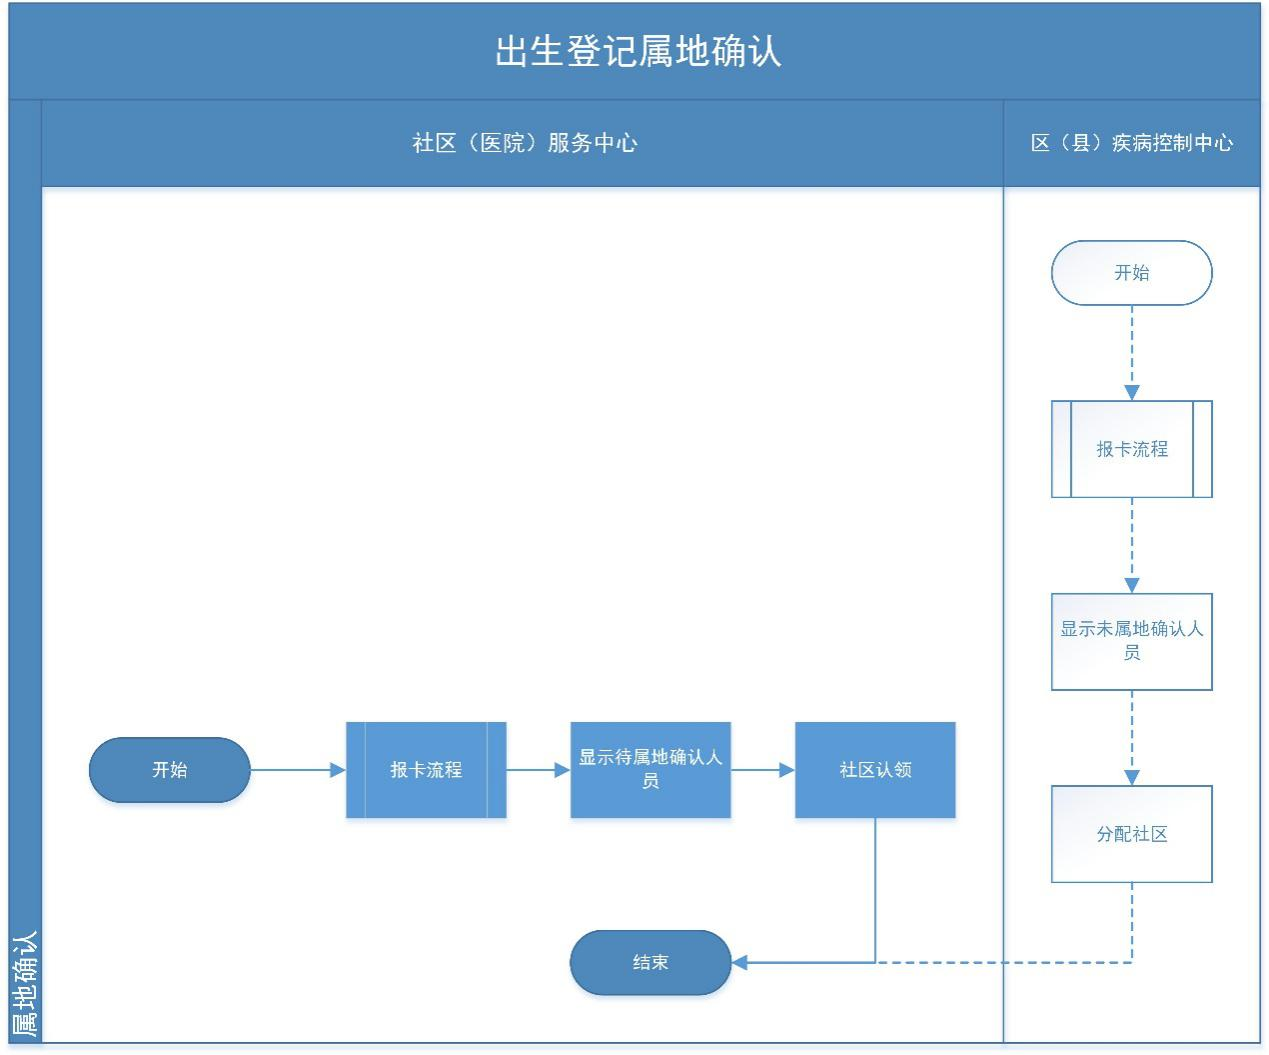 出生登记属地确认
社区（医院）服务中心
区（县）疾病控制中心
开始
报卡流程
显示未属地确认人
员
分配社区
开始
报卡流程
显示待属地确认人
员
社区认领
结束
属地确认